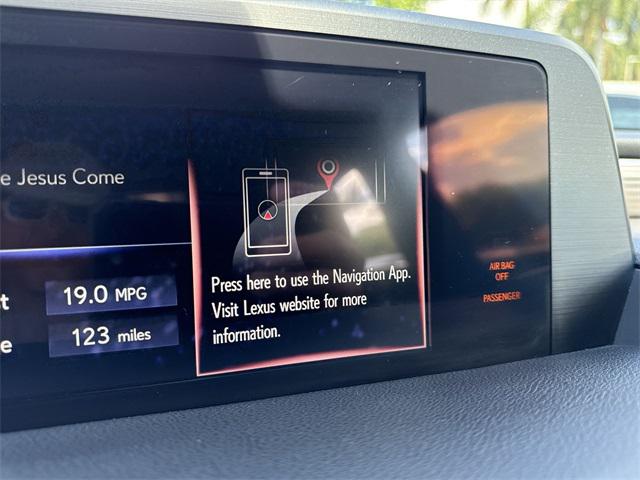 e Jesus Come
Press here to use the Navigation App.
Visit Lexus website for more
information.
t
19.0 MPG
e
123 miles
AIR BAG
OFF
PASSENGER